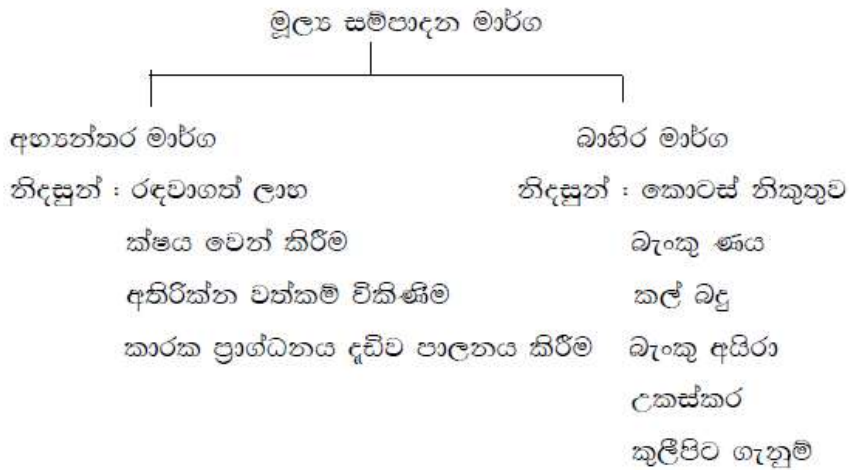 මූල්‍ය සම්පාදන මාර්ග
අභ්‍යන්තර මාර්ග
බාහිර මාර්ග
නිදසුන් : රඳවාගත් ලාභ
නිදසුන් : කොටස් නිකුතුව
ක්ෂය වෙන් කිරීම
බැංකු ණය
අතිරික්න වත්කම් විකිණීම
කල් බදු
කාරක ප්‍රාග්ධනය දැඩිව පාලනය කිරීම
බැංකු අයිරා
උකස්කර
කුලීපිට ගැනුම්